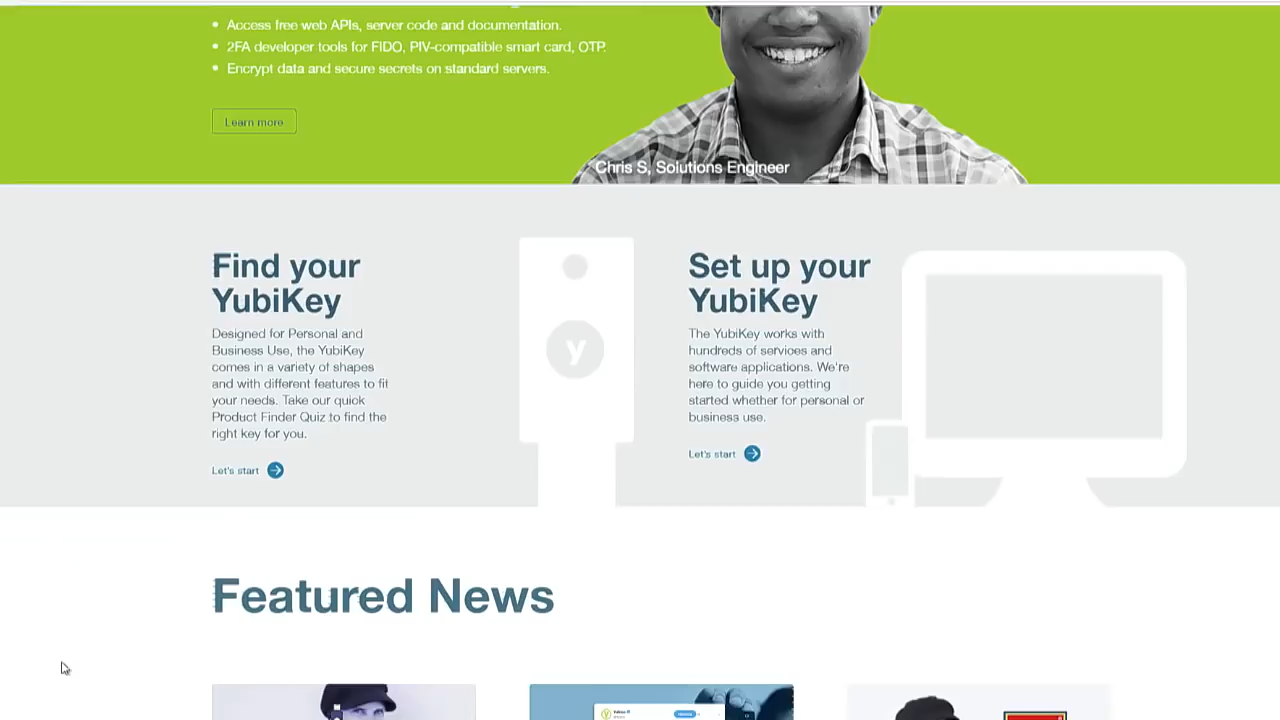 Access free web APIs, server code and documentation.
2FA developer tools for FIDO, PIV-compatible smart card, OTP.
Encrypt data and secure secrets on standard servers.
Learn more
Chris S, Solutions Engineer
Find your
YubiKey
Designed for Personal and
Business Use, the YubiKey
comes in a variety of shapes
and with different features to fit
your needs. Take our quick
Product Finder Quiz to find the
right key for you.
Let's start
y
Set up your
YubiKey
The YubiKey works with
hundreds of services and
software applications. We're
here to guide you getting
started whether for personal or
business use.
Let's start
Featured News